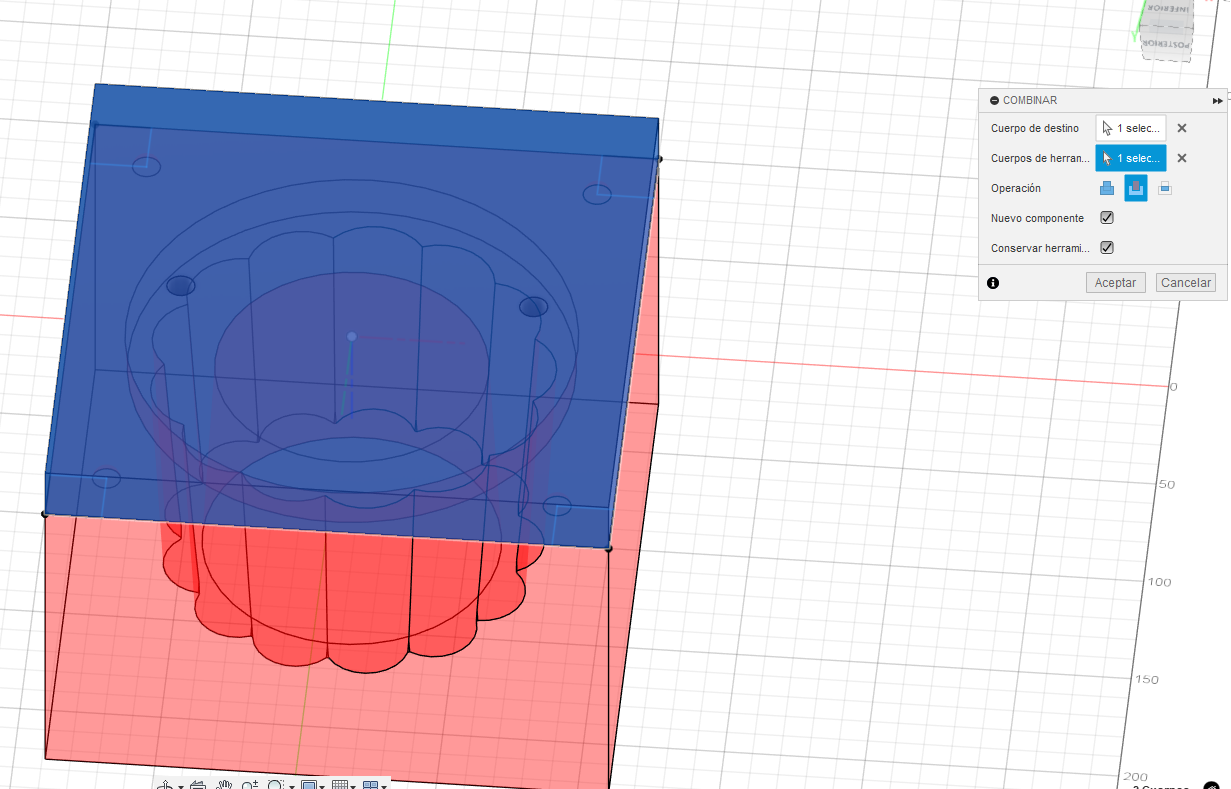 INFERIOR
POSTERIOR
COMBINAR
Cuerpo de destino 1 selec...
Cuerpos de herran... 1 selec...
Operación
Nuevo componente
Conservar herrami...
Aceptar Cancelar
0
50
100
150
200